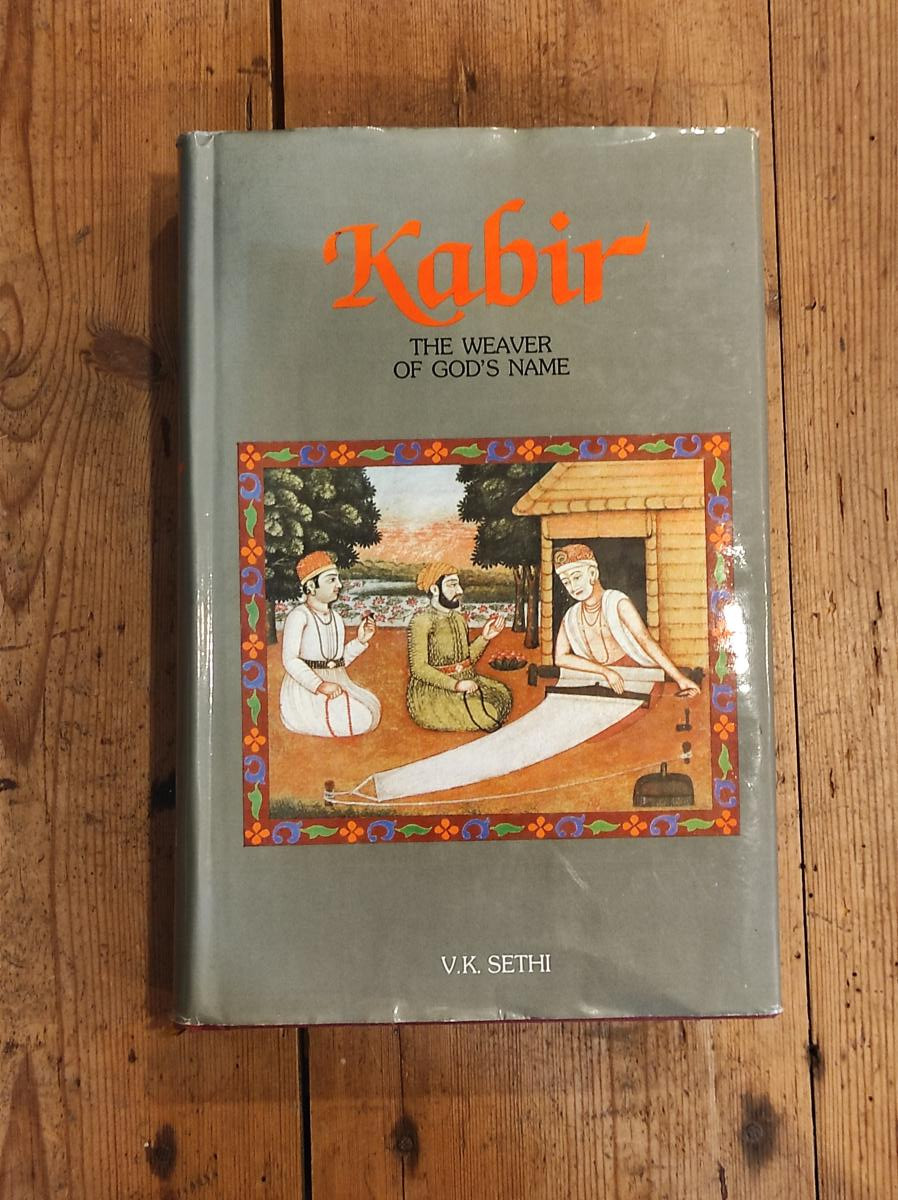 Kabir
THE WEAVER
OF GOD'S NAME
V.K. SETHI